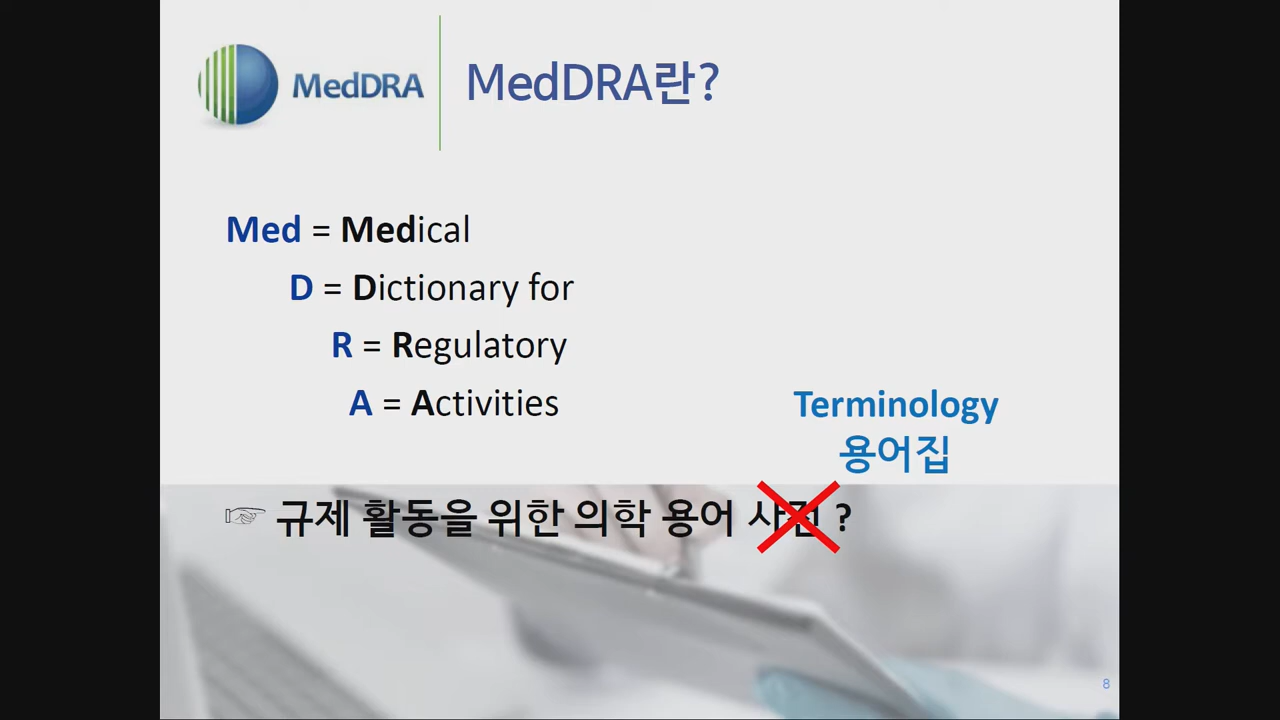 MedDRA
MedDRA란?
Med = Medical
D = Dictionary for
R = Regulatory
A = Activities
Terminology
용어집
☞ 규제 활동을 위한 의학 용어 사전 ?
8